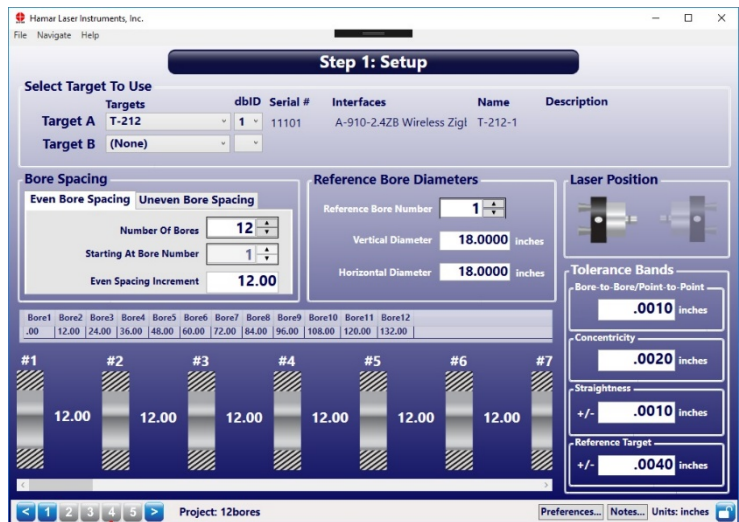 Hamar Laser Instruments, Inc.
File Navigate Help
Step 1: Setup
Select Target To Use
Targets dbID Serial # Interfaces Name Description
Target A T-212 1 11101 A-910-2.4ZB Wireless Zigl T-212-1
Target B (None)
Bore Spacing
Even Bore Spacing Uneven Bore Spacing
Number Of Bores 12
Starting At Bore Number 1
Even Spacing Increment 12.00
Reference Bore Diameters
Reference Bore Number 1
Vertical Diameter 18.0000 inches
Horizontal Diameter 18.0000 inches
Laser Position
Tolerance Bands
Bore-to-Bore/Point-to-Point
.0010 inches
Concentricity
.0020 inches
Straightness
+/- .0010 inches
Reference Target
+/- .0040 inches
Bore1 Bore2 Bore3 Bore4 Bore5 Bore6 Bore7 Bore8 Bore9 Bore10 Bore11 Bore12
.00 12.00 24.00 36.00 48.00 60.00 72.00 84.00 96.00 108.00 120.00 132.00
#1 #2 #3 #4 #5 #6 #7
12.00 12.00 12.00 12.00 12.00 12.00
< 1 2 3 4 5 > Project: 12bores Preferences... Notes... Units: inches